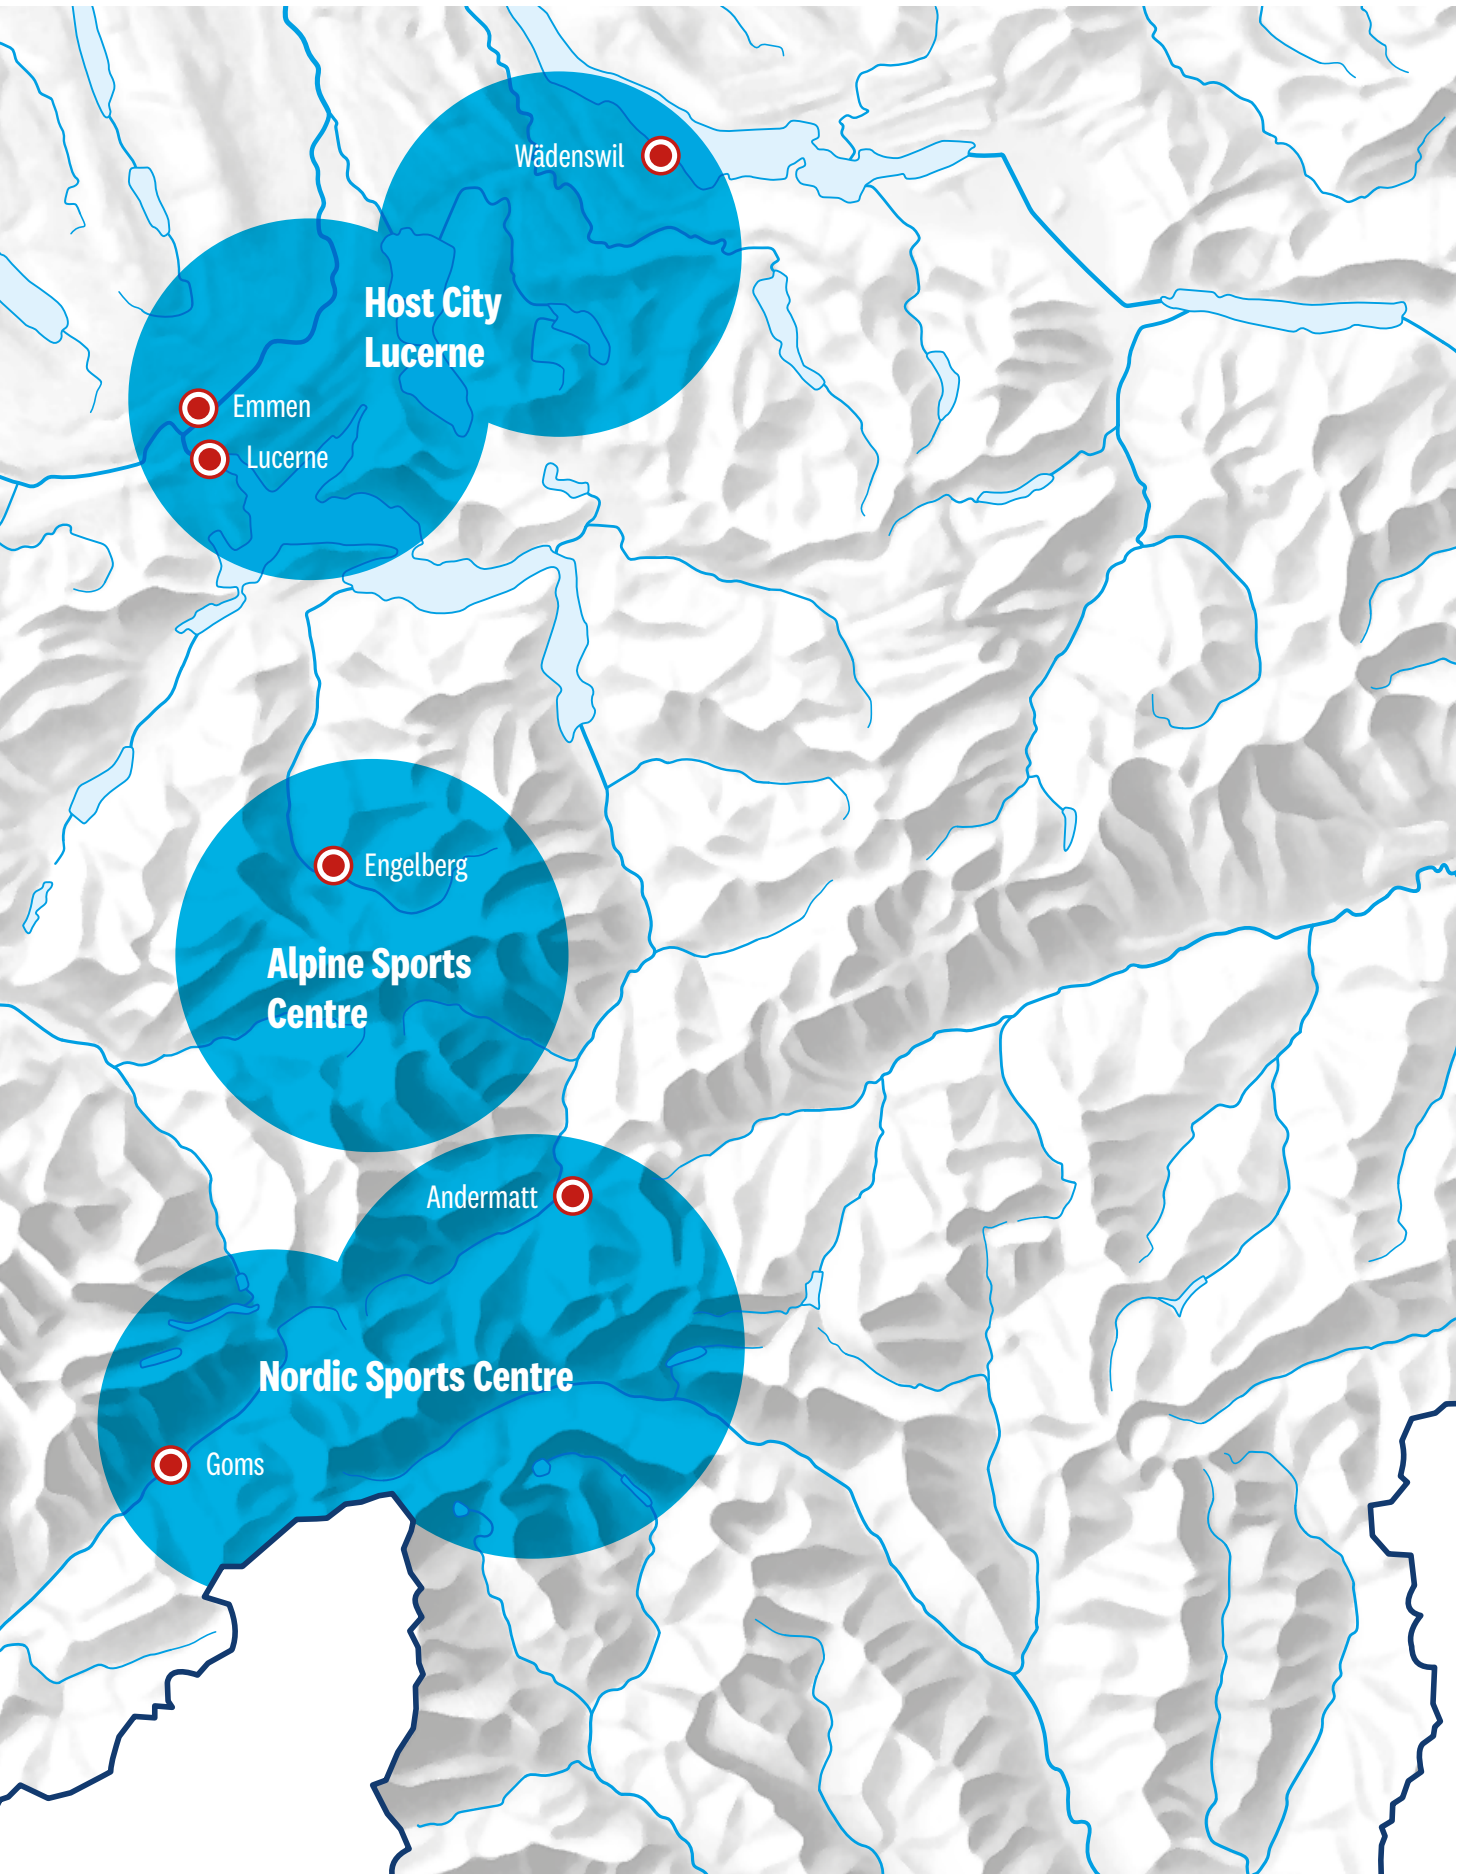 Wädenswil
Host City
Lucerne
Emmen
Lucerne
Engelberg
Alpine Sports
Centre
Andermatt
Nordic Sports Centre
Goms